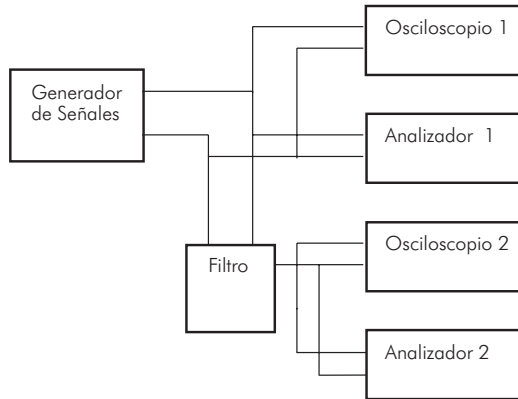 Osciloscopio 1
Generador
de Señales
Analizador 1
Osciloscopio 2
Filtro
Analizador 2